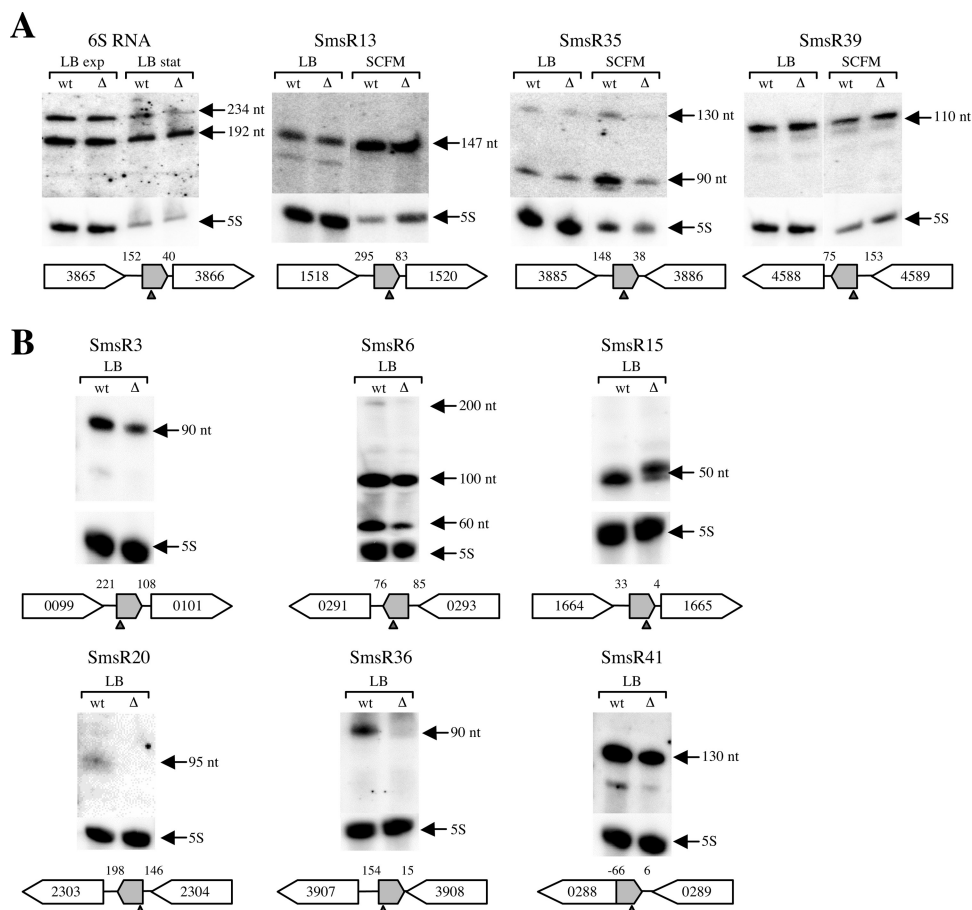 A
6S RNA SmsR13 SmsR35 SmsR39
LB exp LB stat LB SCFM LB SCFM LB SCFM
wt Δ wt Δ wt Δ wt Δ wt Δ wt Δ wt Δ wt Δ
234 nt
192 nt
147 nt
130 nt
90 nt
110 nt
5S 5S 5S 5S
152 40 295 83 148 38 75 153
3865 3866 1518 1520 3885 3886 4588 4589
B
SmsR3 SmsR6 SmsR15
LB LB LB
wt Δ wt Δ wt Δ
90 nt
200 nt
100 nt
60 nt
50 nt
5S 5S 5S
221 108 76 85 33 4
0099 0101 0291 0293 1664 1665
SmsR20 SmsR36 SmsR41
LB LB LB
wt Δ wt Δ wt Δ
95 nt 90 nt 130 nt
5S 5S 5S
198 146 154 15 -66 6
2303 2304 3907 3908 0288 0289